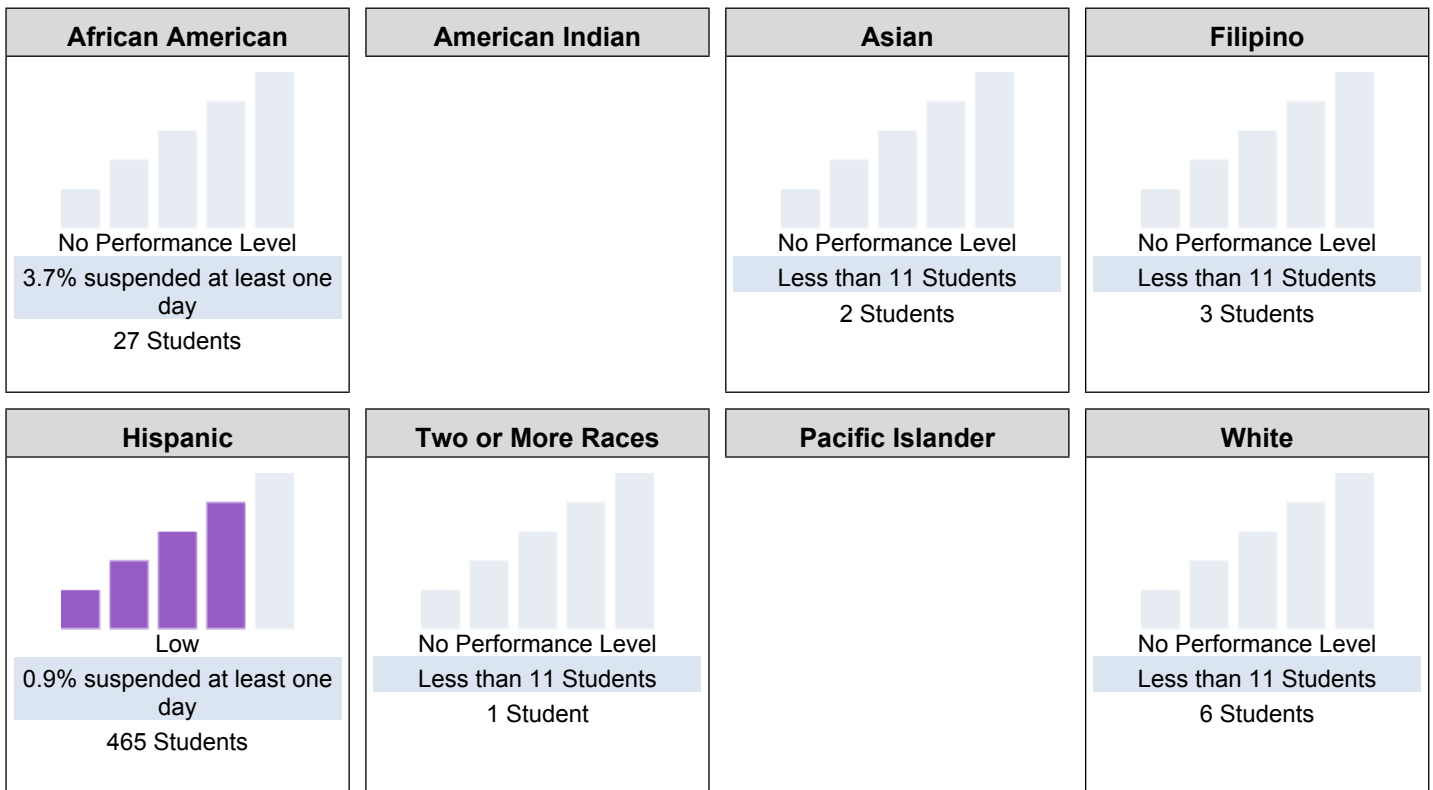 African American
No Performance Level
3.7% suspended at least one
day
27 Students
American Indian
Asian
No Performance Level
Less than 11 Students
2 Students
Filipino
No Performance Level
Less than 11 Students
3 Students
Hispanic
Low
0.9% suspended at least one
day
465 Students
Two or More Races
No Performance Level
Less than 11 Students
1 Student
Pacific Islander
White
No Performance Level
Less than 11 Students
6 Students